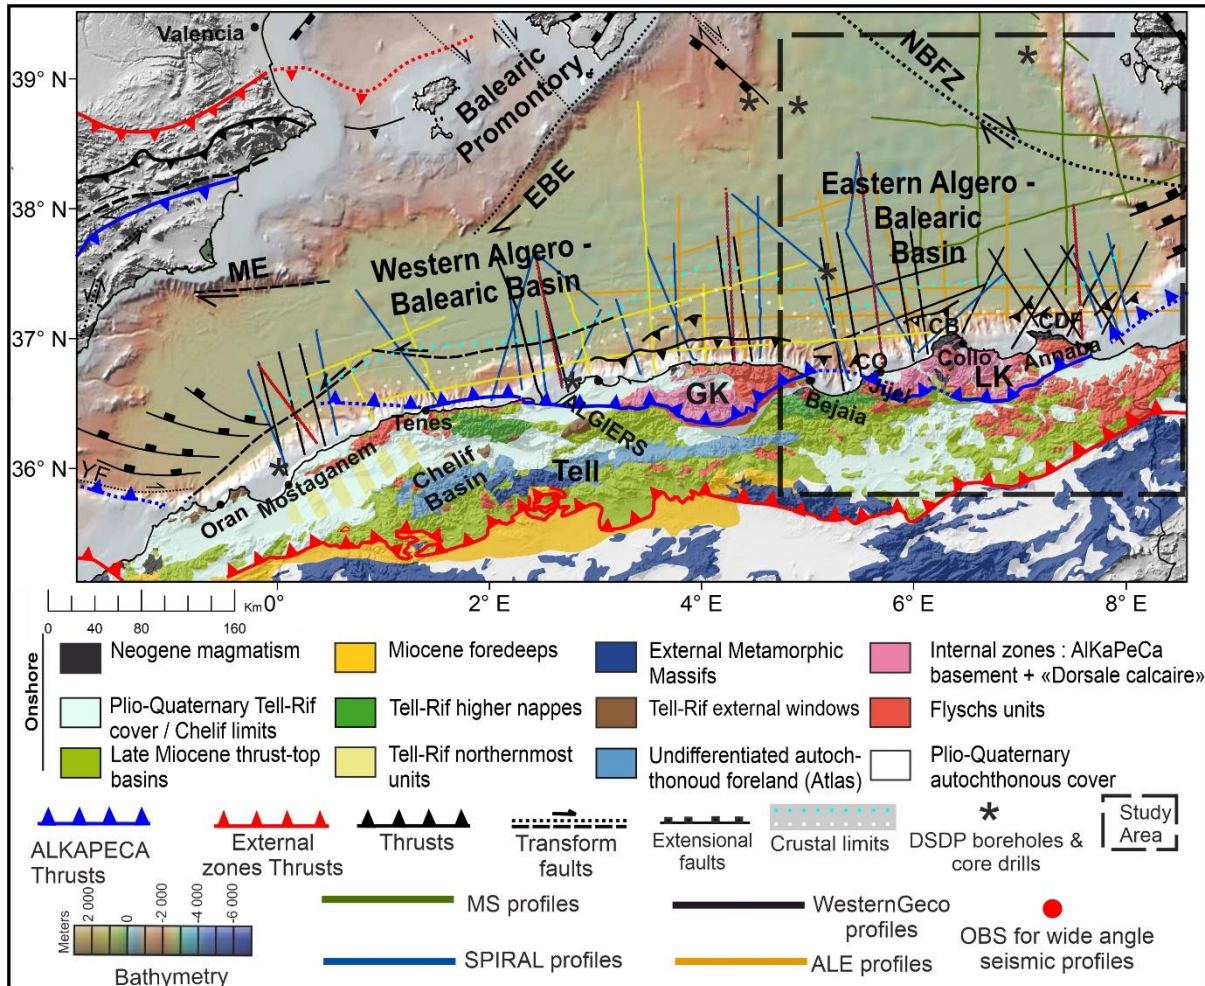 Valencia
39° N
38° N
37° N
36° N
Balearic
Promontory
NBFZ
EBE
ME
YF
Western Algero -
Balearic Basin
Eastern Algero -
Balearic
Basin
CB
CDF
CO
Collo
Annaba
LK
Jijel
Bejaia
GK
ALGIERS
Tenes
Tell
Chelif
Basin
Mostaganem
Oran
0° 2° E 4° E 6° E 8° E
Km
0 40 80 160
Onshore
Neogene magmatism
Miocene foredeeps
External Metamorphic
Massifs
Internal zones : AlKaPeCa
basement + «Dorsale calcaire»
Plio-Quaternary Tell-Rif
cover / Chelif limits
Tell-Rif higher nappes
Tell-Rif external windows
Flyschs units
Late Miocene thrust-top
basins
Tell-Rif northernmost
units
Undifferentiated autoch-
thonoud foreland (Atlas)
Plio-Quaternary
autochthonous cover
ALKAPECA
Thrusts
External
zones Thrusts
Thrusts
Transform
faults
Extensional
faults
Crustal limits
DSDP boreholes &
core drills
Study
Area
Meters
2 000
0
-2 000
-4 000
-6 000
Bathymetry
MS profiles
WesternGeco
profiles
SPIRAL profiles
ALE profiles
OBS for wide angle
seismic profiles